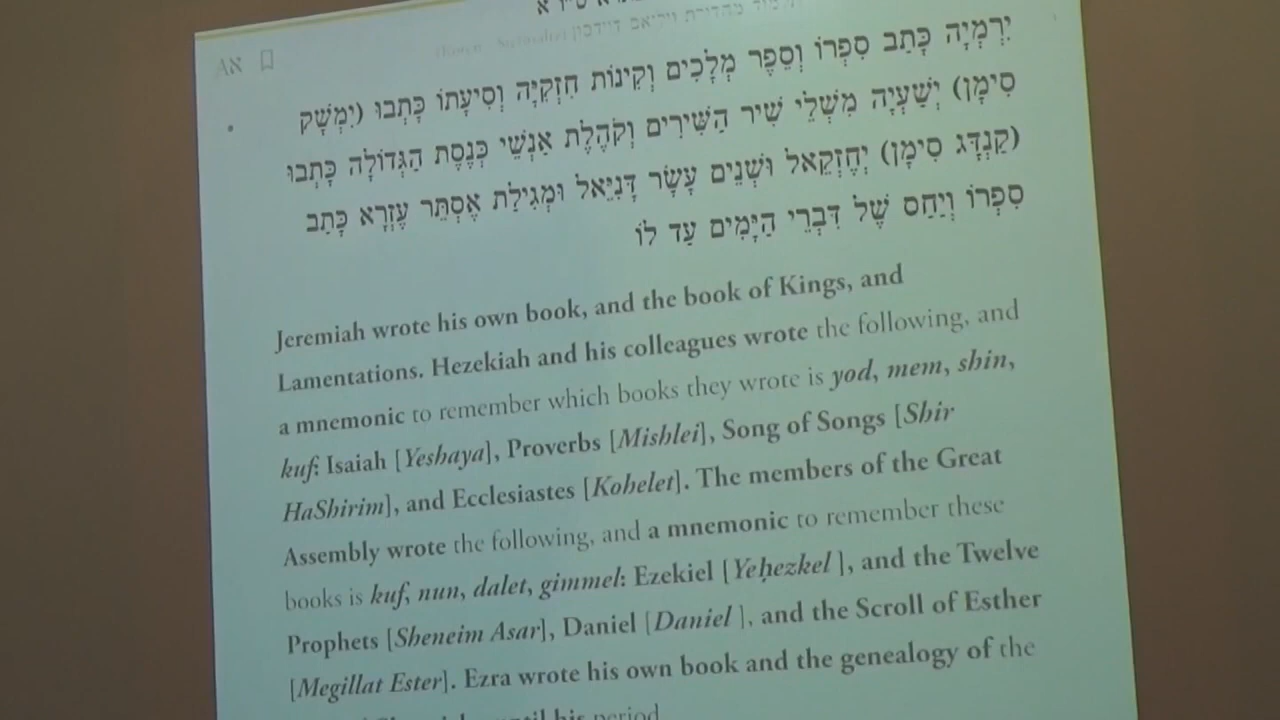 אA
יִרְמְיָה כָּתַב סִפְרוֹ וְסֵפֶר מְלָכִים וְקִינוֹת חִזְקִיָּה וְסִיעָתוֹ כָּתְבוּ (יִמְשָׁק
סִימָן) יְשַׁעְיָה מִשְׁלֵי שִׁיר הַשִּׁירִים וְקֹהֶלֶת אַנְשֵׁי כְּנֶסֶת הַגְּדוֹלָה כָּתְבוּ
(קַנְדָּג סִימָן) יְחֶזְקֵאל וּשְׁנֵים עָשָׂר דָּנִיֵּאל וּמְגִילַּת אֶסְתֵּר עֶזְרָא כָּתַב
סִפְרוֹ וְיַחַס שֶׁל דִּבְרֵי הַיָּמִים עַד לוֹ
Jeremiah wrote his own book, and the book of Kings, and
Lamentations. Hezekiah and his colleagues wrote the following, and
a mnemonic to remember which books they wrote is yod, mem, shin,
kuf: Isaiah [Yeshaya], Proverbs [Mishlei], Song of Songs [Shir
HaShirim], and Ecclesiastes [Kohelet]. The members of the Great
Assembly wrote the following, and a mnemonic to remember these
books is kuf, nun, dalet, gimmel: Ezekiel [Yeḥezkel ], and the Twelve
Prophets [Sheneim Asar], Daniel [Daniel ], and the Scroll of Esther
[Megillat Ester]. Ezra wrote his own book and the genealogy of the
until his period